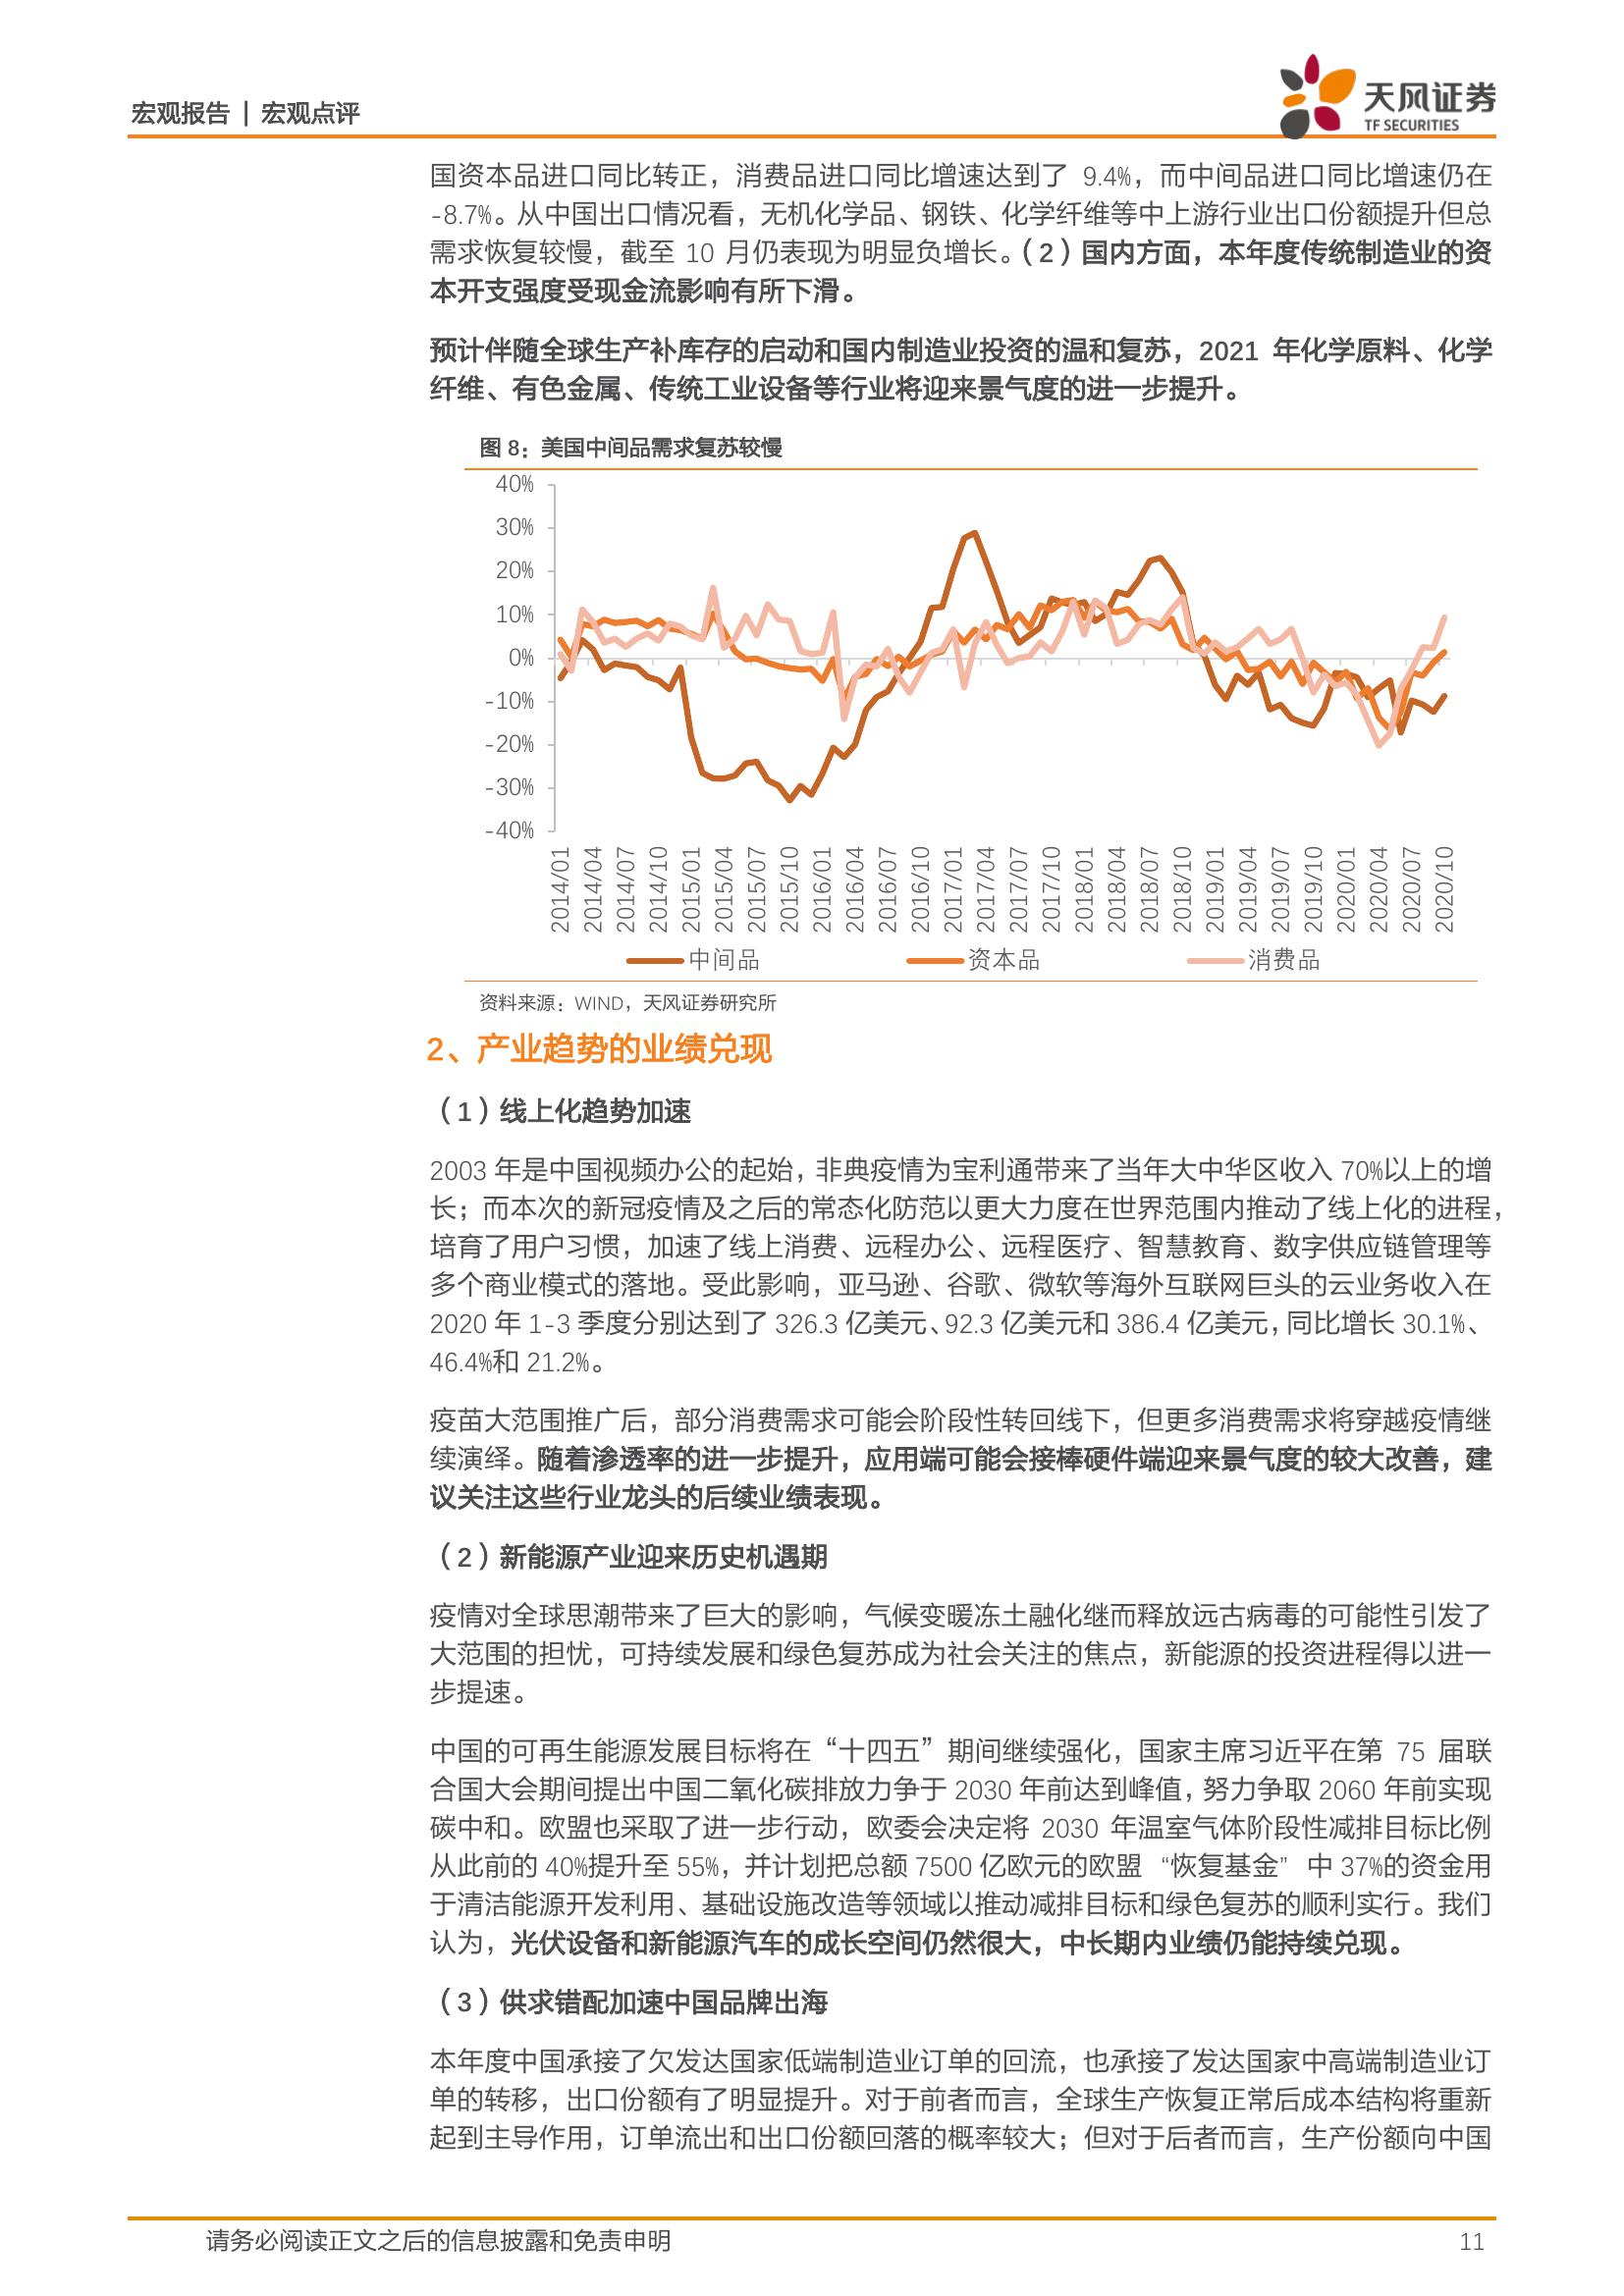 宏观报告 | 宏观点评
天风证券
TF SECURITIES
国资本品进口同比转正，消费品进口同比增速达到了 9.4%，而中间品进口同比增速仍在
-8.7%。从中国出口情况看，无机化学品、钢铁、化学纤维等中上游行业出口份额提升但总
需求恢复较慢，截至 10 月仍表现为明显负增长。（2）国内方面，本年度传统制造业的资
本开支强度受现金流影响有所下滑。
预计伴随全球生产补库存的启动和国内制造业投资的温和复苏，2021 年化学原料、化学
纤维、有色金属、传统工业设备等行业将迎来景气度的进一步提升。
图 8：美国中间品需求复苏较慢
40%
30%
20%
10%
0%
-10%
-20%
-30%
-40%
2014/01
2014/04
2014/07
2014/10
2015/01
2015/04
2015/07
2015/10
2016/01
2016/04
2016/07
2016/10
2017/01
2017/04
2017/07
2017/10
2018/01
2018/04
2018/07
2018/10
2019/01
2019/04
2019/07
2019/10
2020/01
2020/04
2020/07
2020/10
中间品 资本品 消费品
资料来源：WIND，天风证券研究所
2、产业趋势的业绩兑现
（1）线上化趋势加速
2003 年是中国视频办公的起始，非典疫情为宝利通带来了当年大中华区收入 70%以上的增
长；而本次的新冠疫情及之后的常态化防范以更大力度在世界范围内推动了线上化的进程，
培育了用户习惯，加速了线上消费、远程办公、远程医疗、智慧教育、数字供应链管理等
多个商业模式的落地。受此影响，亚马逊、谷歌、微软等海外互联网巨头的云业务收入在
2020 年 1-3 季度分别达到了 326.3 亿美元、92.3 亿美元和 386.4 亿美元，同比增长 30.1%、
46.4%和 21.2%。
疫苗大范围推广后，部分消费需求可能会阶段性转回线下，但更多消费需求将穿越疫情继
续演绎。随着渗透率的进一步提升，应用端可能会接棒硬件端迎来景气度的较大改善，建
议关注这些行业龙头的后续业绩表现。
（2）新能源产业迎来历史机遇期
疫情对全球思潮带来了巨大的影响，气候变暖冻土融化继而释放远古病毒的可能性引发了
大范围的担忧，可持续发展和绿色复苏成为社会关注的焦点，新能源的投资进程得以进一
步提速。
中国的可再生能源发展目标将在“十四五”期间继续强化，国家主席习近平在第 75 届联
合国大会期间提出中国二氧化碳排放力争于 2030 年前达到峰值，努力争取 2060 年前实现
碳中和。欧盟也采取了进一步行动，欧委会决定将 2030 年温室气体阶段性减排目标比例
从此前的 40%提升至 55%，并计划把总额 7500 亿欧元的欧盟 “恢复基金” 中 37%的资金用
于清洁能源开发利用、基础设施改造等领域以推动减排目标和绿色复苏的顺利实行。我们
认为，光伏设备和新能源汽车的成长空间仍然很大，中长期内业绩仍能持续兑现。
（3）供求错配加速中国品牌出海
本年度中国承接了欠发达国家低端制造业订单的回流，也承接了发达国家中高端制造业订
单的转移，出口份额有了明显提升。对于前者而言，全球生产恢复正常后成本结构将重新
起到主导作用，订单流出和出口份额回落的概率较大；但对于后者而言，生产份额向中国
请务必阅读正文之后的信息披露和免责申明 11